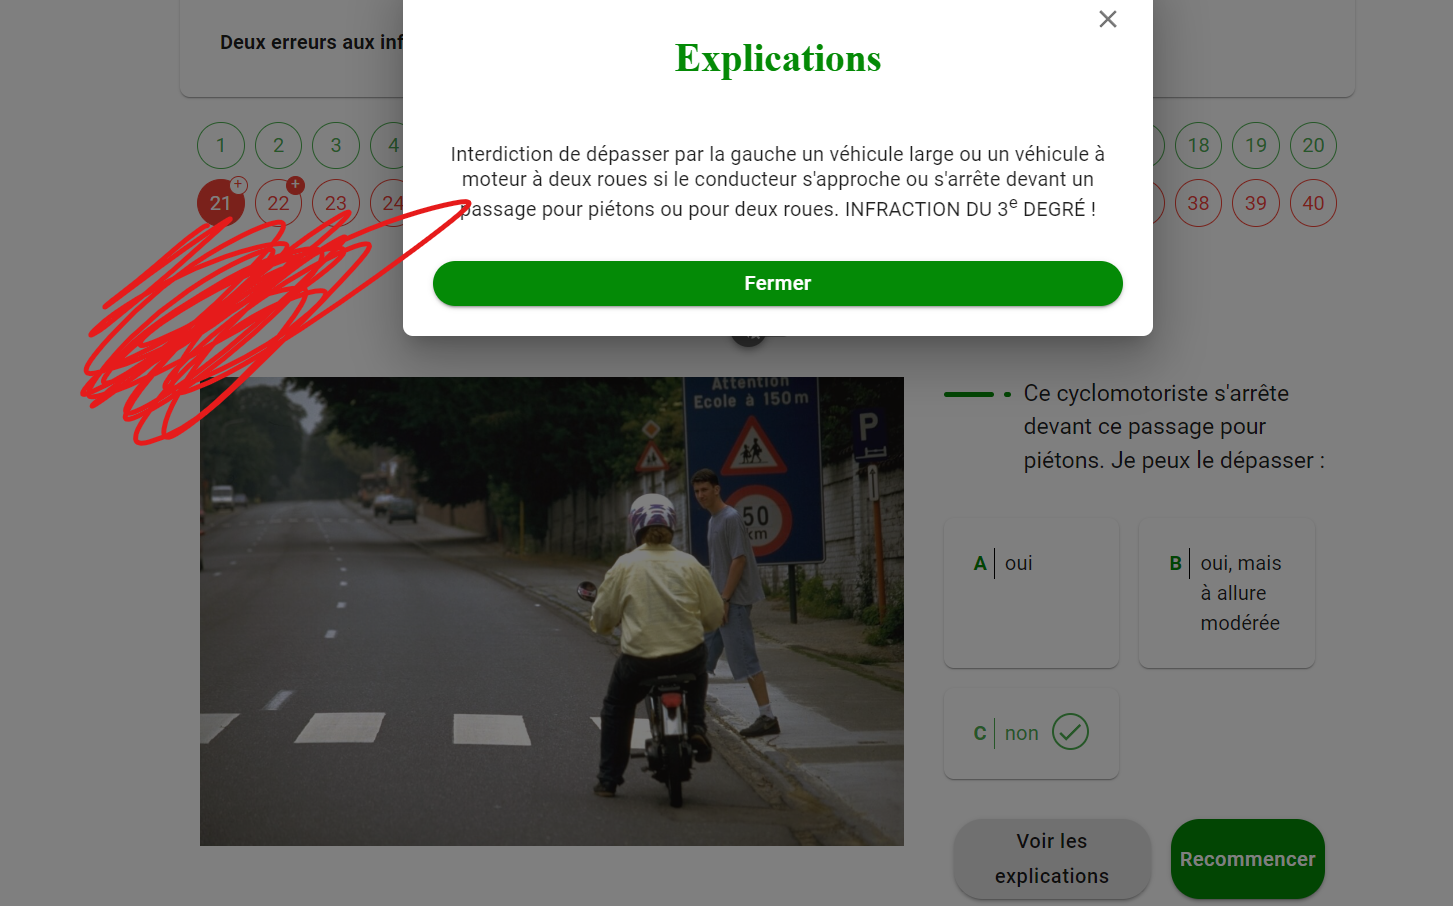 Deux erreurs aux inf
Explications
Interdiction de dépasser par la gauche un véhicule large ou un véhicule à
moteur à deux roues si le conducteur s'approche ou s'arrête devant un
passage pour piétons ou pour deux roues. INFRACTION DU 3e DEGRÉ !
Fermer
1 2 3 4 18 19 20
21 + 22 + 23 24 38 39 40
Attention
Ecole à 150m
P
50
km
Ce cyclomotoriste s'arrête
devant ce passage pour
piétons. Je peux le dépasser :
A oui
B oui, mais
à allure
modérée
C non
Voir les
explications
Recommencer